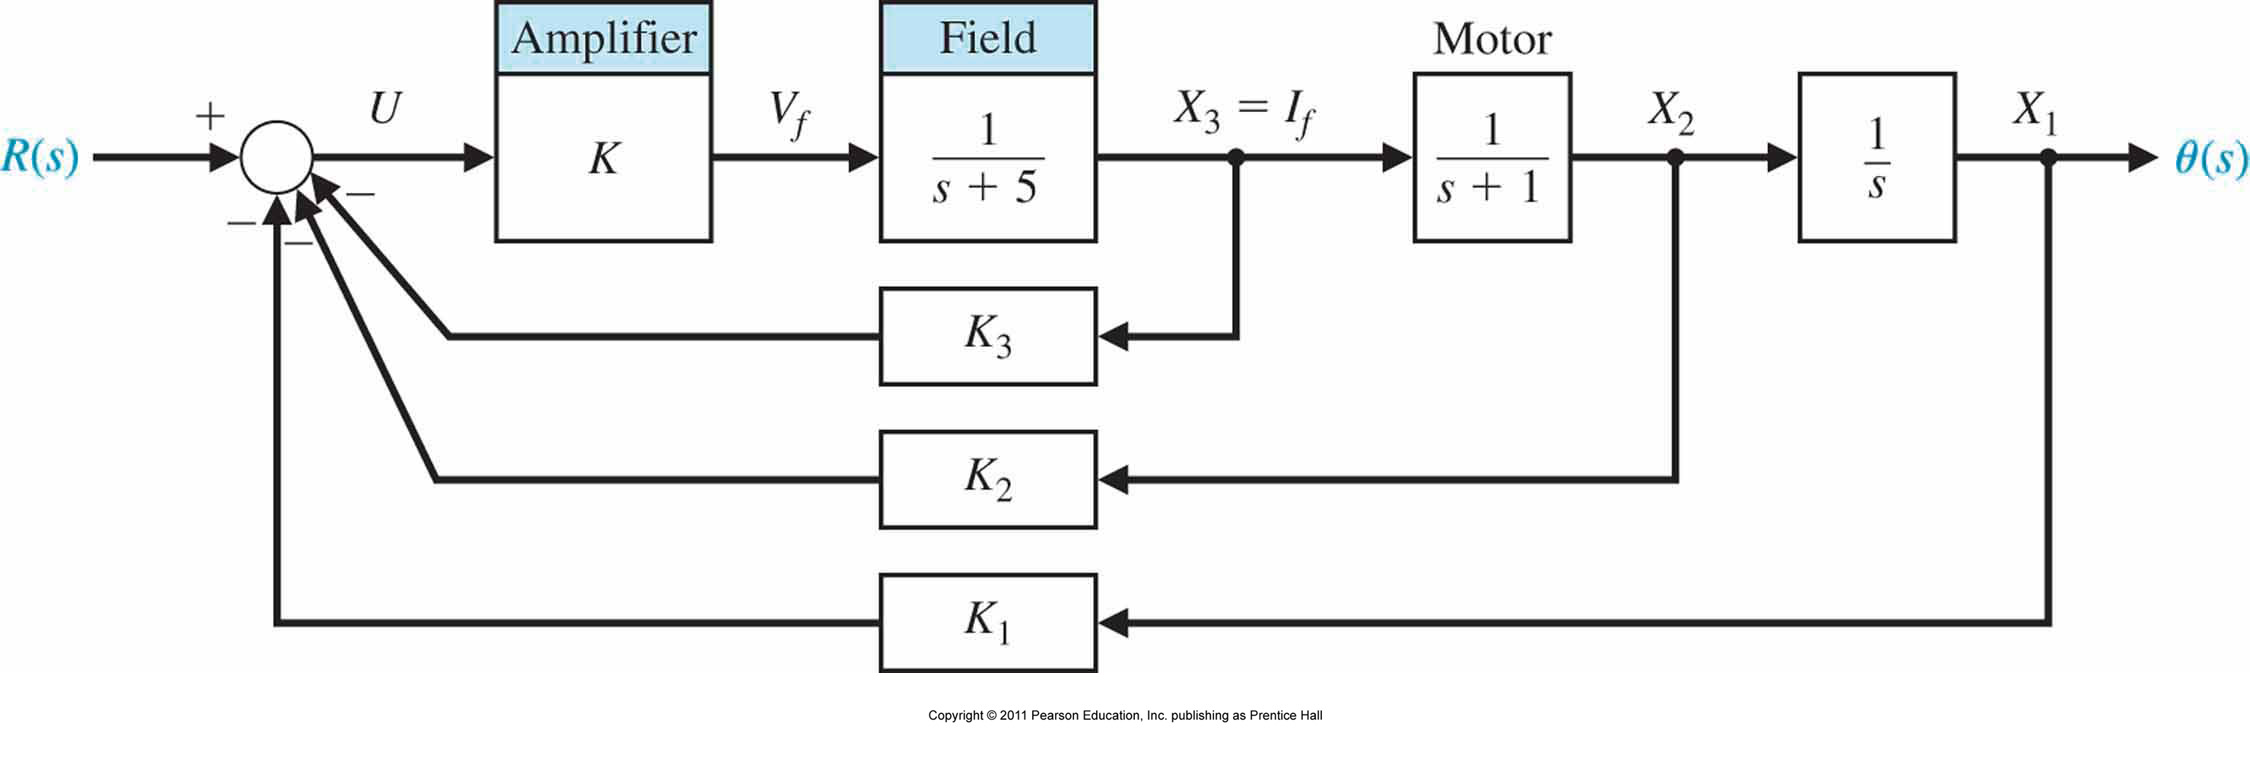 Amplifier
Field
Motor
R(s)
+
U
K
V_f
1
s + 5
X_3 = I_f
1
s + 1
X_2
1
s
X_1
θ(s)
−
−
−
K_3
K_2
K_1
Copyright © 2011 Pearson Education, Inc. publishing as Prentice Hall